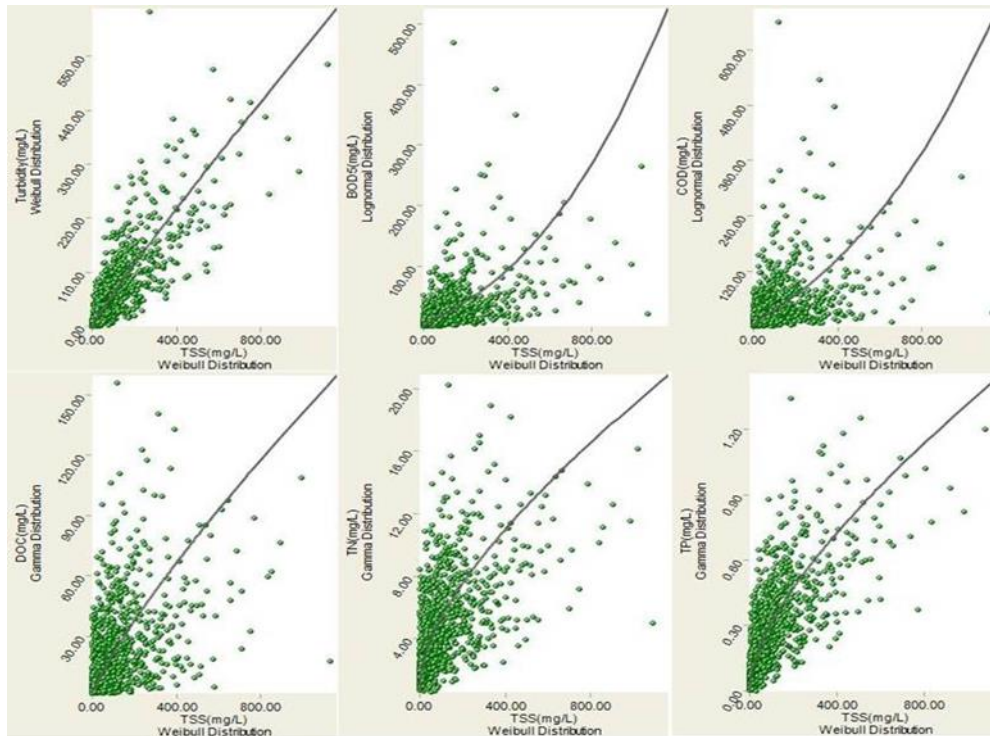 550.00
440.00
330.00
220.00
110.00
0.00
Turbidity(mg/L)
Weibull Distribution
0.00 400.00 800.00
TSS(mg/L)
Weibull Distribution
500.00
400.00
300.00
200.00
100.00
BOD5(mg/L)
Lognormal Distribution
0.00 400.00 800.00
TSS(mg/L)
Weibull Distribution
600.00
480.00
360.00
240.00
120.00
COD(mg/L)
Lognormal Distribution
0.00 400.00 800.00
TSS(mg/L)
Weibull Distribution
150.00
120.00
90.00
60.00
30.00
DOC(mg/L)
Gamma Distribution
0.00 400.00 800.00
TSS(mg/L)
Weibull Distribution
20.00
16.00
12.00
8.00
4.00
TN(mg/L)
Gamma Distribution
0.00 400.00 800.00
TSS(mg/L)
Weibull Distribution
1.20
0.90
0.60
0.30
0.00
TP(mg/L)
Gamma Distribution
0.00 400.00 800.00
TSS(mg/L)
Weibull Distribution